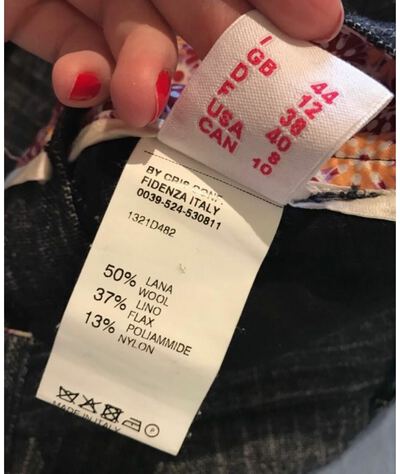 I 44
GB 12
D 38
F 40
USA 8
CAN 10
BY CRIS CONF.
FIDENZA ITALY
0039-524-530811
1321D482
50% LANA
WOOL
37% LINO
FLAX
13% POLIAMMIDE
NYLON
P
MADE IN ITALY